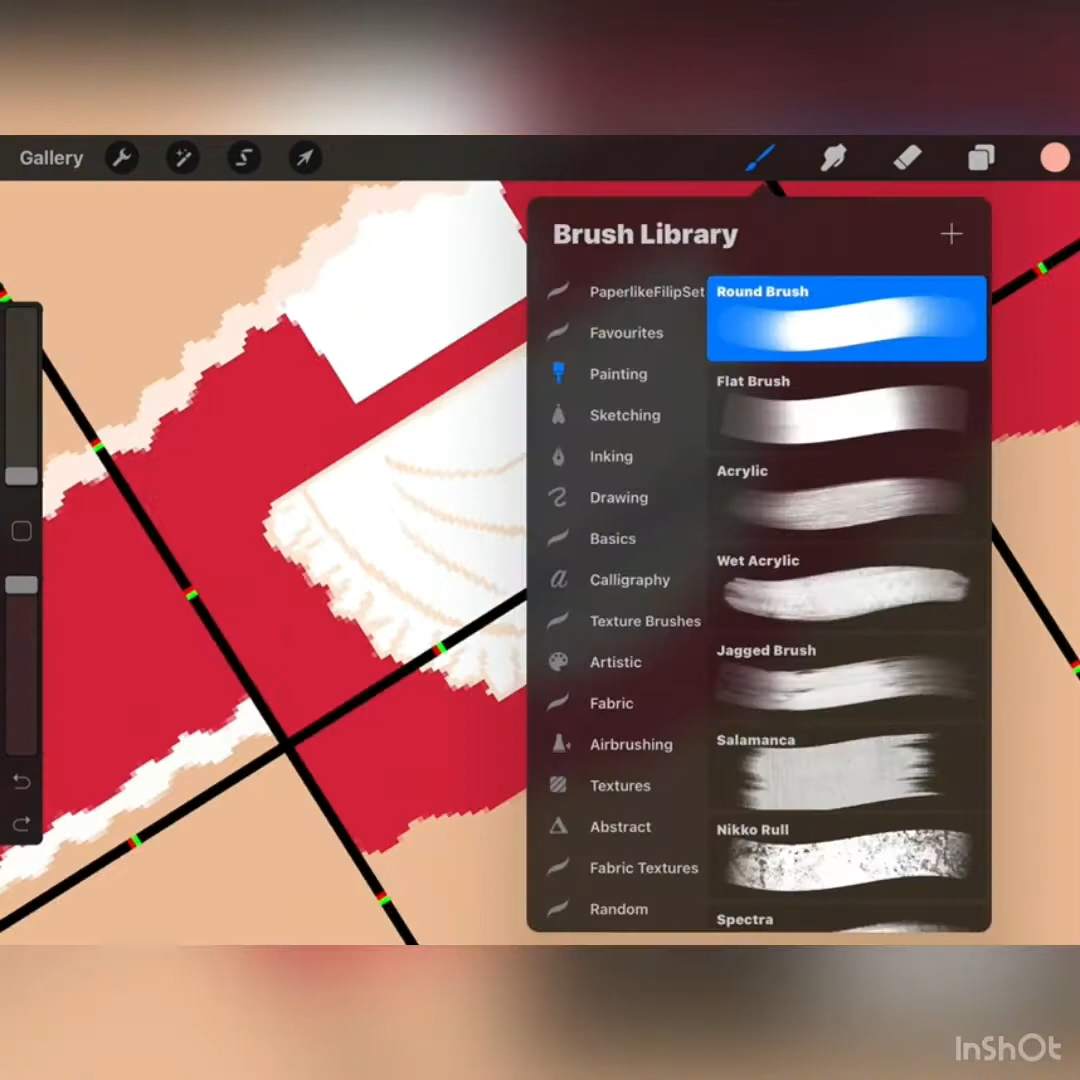 Gallery
Brush Library
PaperlikeFilipSet
Favourites
Painting
Sketching
Inking
Drawing
Basics
Calligraphy
Texture Brushes
Artistic
Fabric
Airbrushing
Textures
Abstract
Fabric Textures
Random
Round Brush
Flat Brush
Acrylic
Wet Acrylic
Jagged Brush
Salamanca
Nikko Rull
Spectra
InShOt